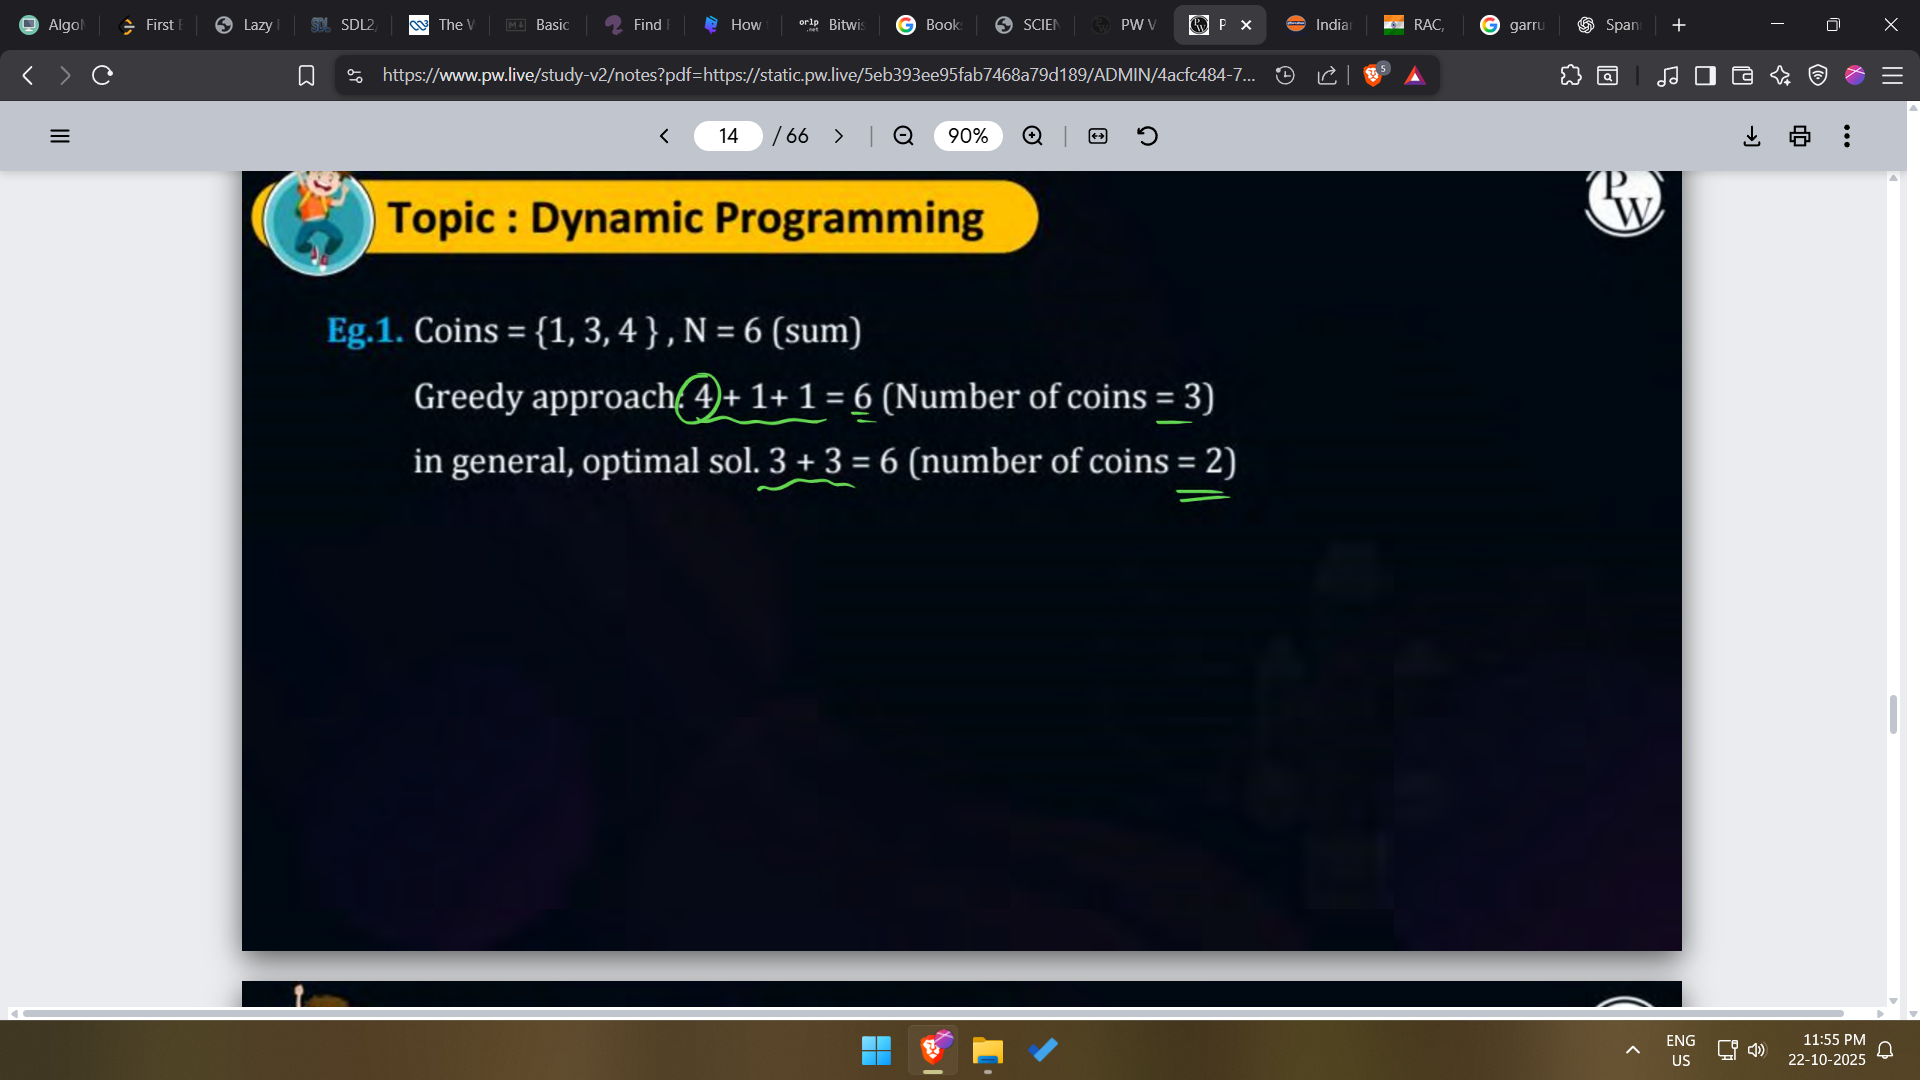 Algo
First
Lazy
SDL2
The
Basic
Find
How
Bitwis
Book
SCIEN
PW V
P
India
RAC,
garru
Span
https://www.pw.live/study-v2/notes?pdf=https://static.pw.live/5eb393ee95fab7468a79d189/ADMIN/4acfc484-7...
5
14 / 66
90%
Topic : Dynamic Programming
PW
Eg.1. Coins = {1, 3, 4 } , N = 6 (sum)
Greedy approach: 4 + 1+ 1 = 6 (Number of coins = 3)
in general, optimal sol. 3 + 3 = 6 (number of coins = 2)
ENG
US
11:55 PM
22-10-2025